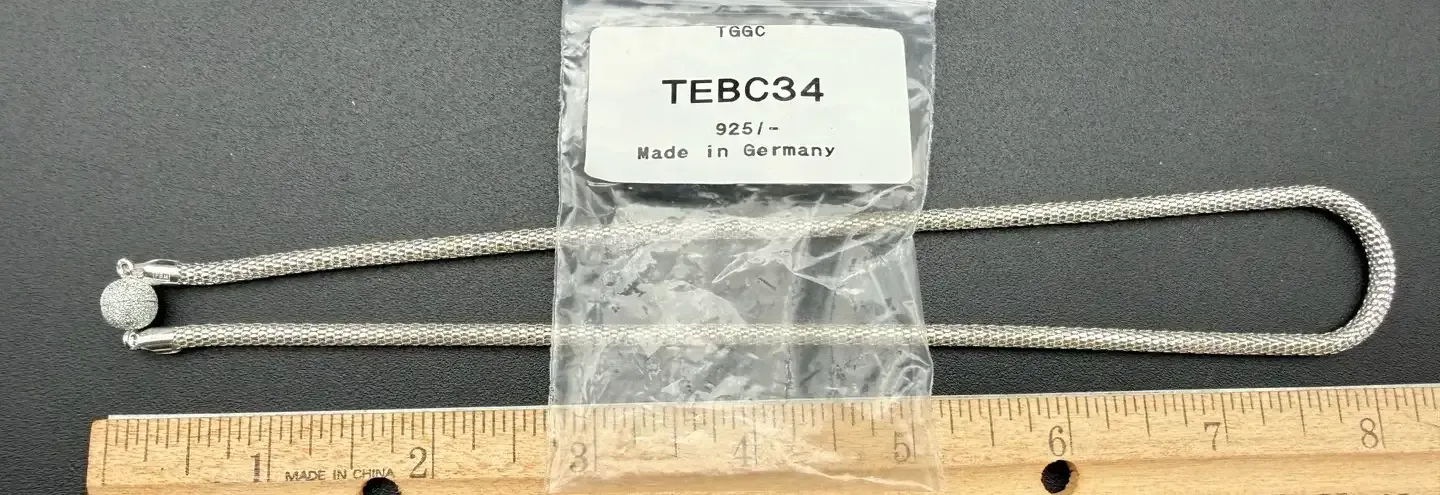 TGGC
TEBC34
925/-
Made in Germany
1 2 3 4 5 6 7 8
MADE IN CHINA